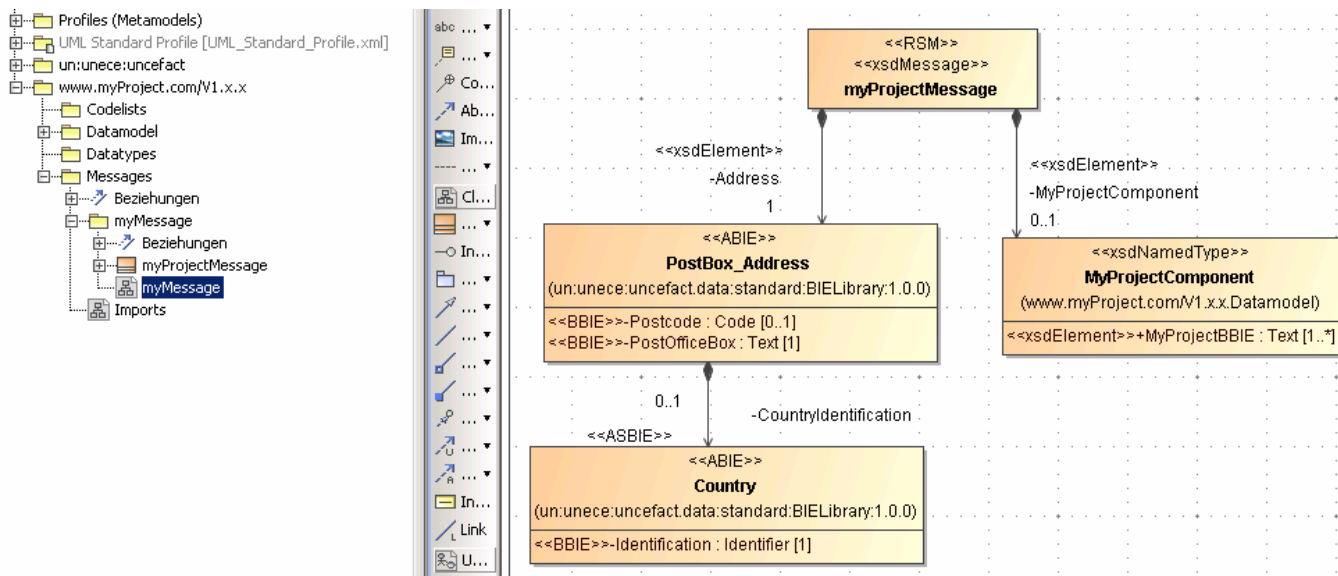 Profiles (Metamodels)
UML Standard Profile [UML_Standard_Profile.xml]
un:unece:uncefact
www.myProject.com/V1.x.x
Codelists
Datamodel
Datatypes
Messages
Beziehungen
myMessage
Beziehungen
myProjectMessage
myMessage
Imports
abc ...
...
Co...
Ab...
Im...
...
Cl...
...
In...
...
...
...
...
...
...
...
...
In...
Link
U...
<<RSM>>
<<xsdMessage>>
myProjectMessage
<<xsdElement>>
-Address
1
<<xsdElement>>
-MyProjectComponent
0..1
<<ABIE>>
PostBox_Address
(un:unece:uncefact.data:standard:BIELibrary:1.0.0)
<<BBIE>>-Postcode : Code [0..1]
<<BBIE>>-PostOfficeBox : Text [1]
<<xsdNamedType>>
MyProjectComponent
(www.myProject.com/V1.x.x.Datamodel)
<<xsdElement>>+MyProjectBBIE : Text [1..*]
0..1
-CountryIdentification
<<ASBIE>>
<<ABIE>>
Country
(un:unece:uncefact.data:standard:BIELibrary:1.0.0)
<<BBIE>>-Identification : Identifier [1]